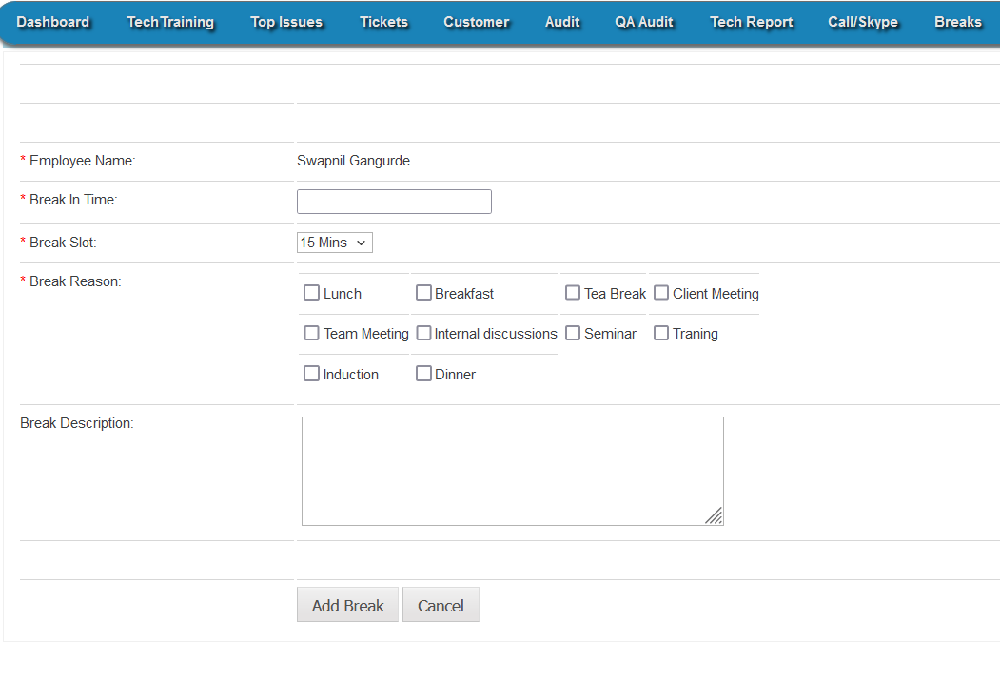 Dashboard TechTraining Top Issues Tickets Customer Audit QA Audit Tech Report Call/Skype Breaks
* Employee Name: Swapnil Gangurde
* Break In Time:
* Break Slot: 15 Mins
* Break Reason:
Lunch Breakfast Tea Break Client Meeting
Team Meeting Internal discussions Seminar Traning
Induction Dinner
Break Description:
Add Break Cancel